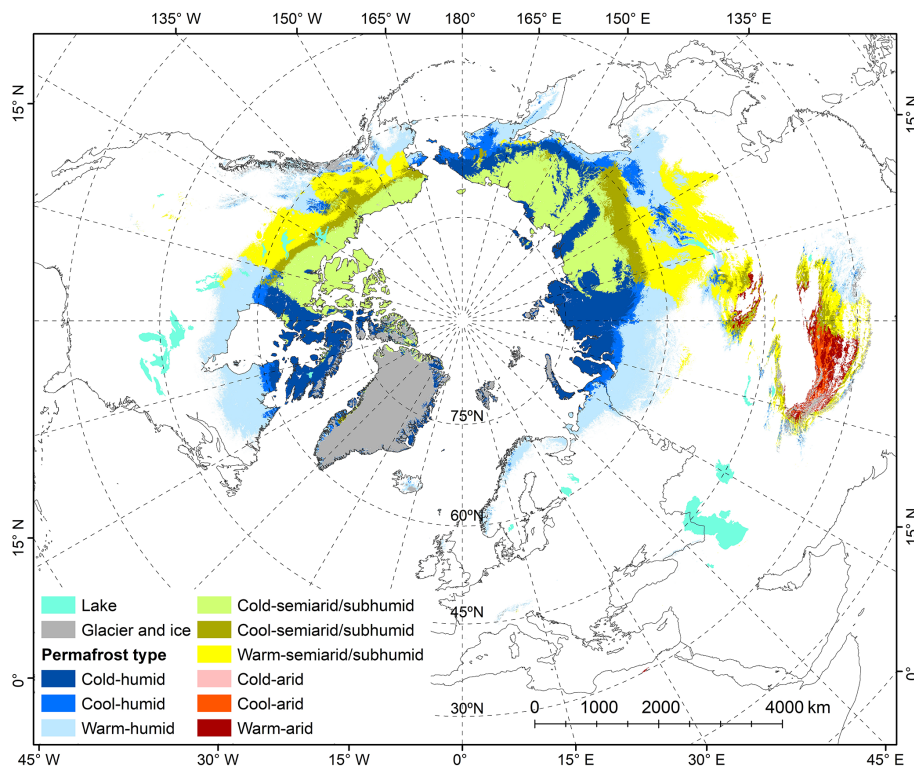 135° W 150° W 165° W 180° 165° E 150° E 135° E
15° N 15° N
75°N
60°N
15° N 15° N
45°N
0° 0°
30°N
Lake
Glacier and ice
Permafrost type
Cold-humid
Cool-humid
Warm-humid
Cold-semiarid/subhumid
Cool-semiarid/subhumid
Warm-semiarid/subhumid
Cold-arid
Cool-arid
Warm-arid
0 1000 2000 4000 km
45° W 30° W 15° W 0° 15° E 30° E 45° E